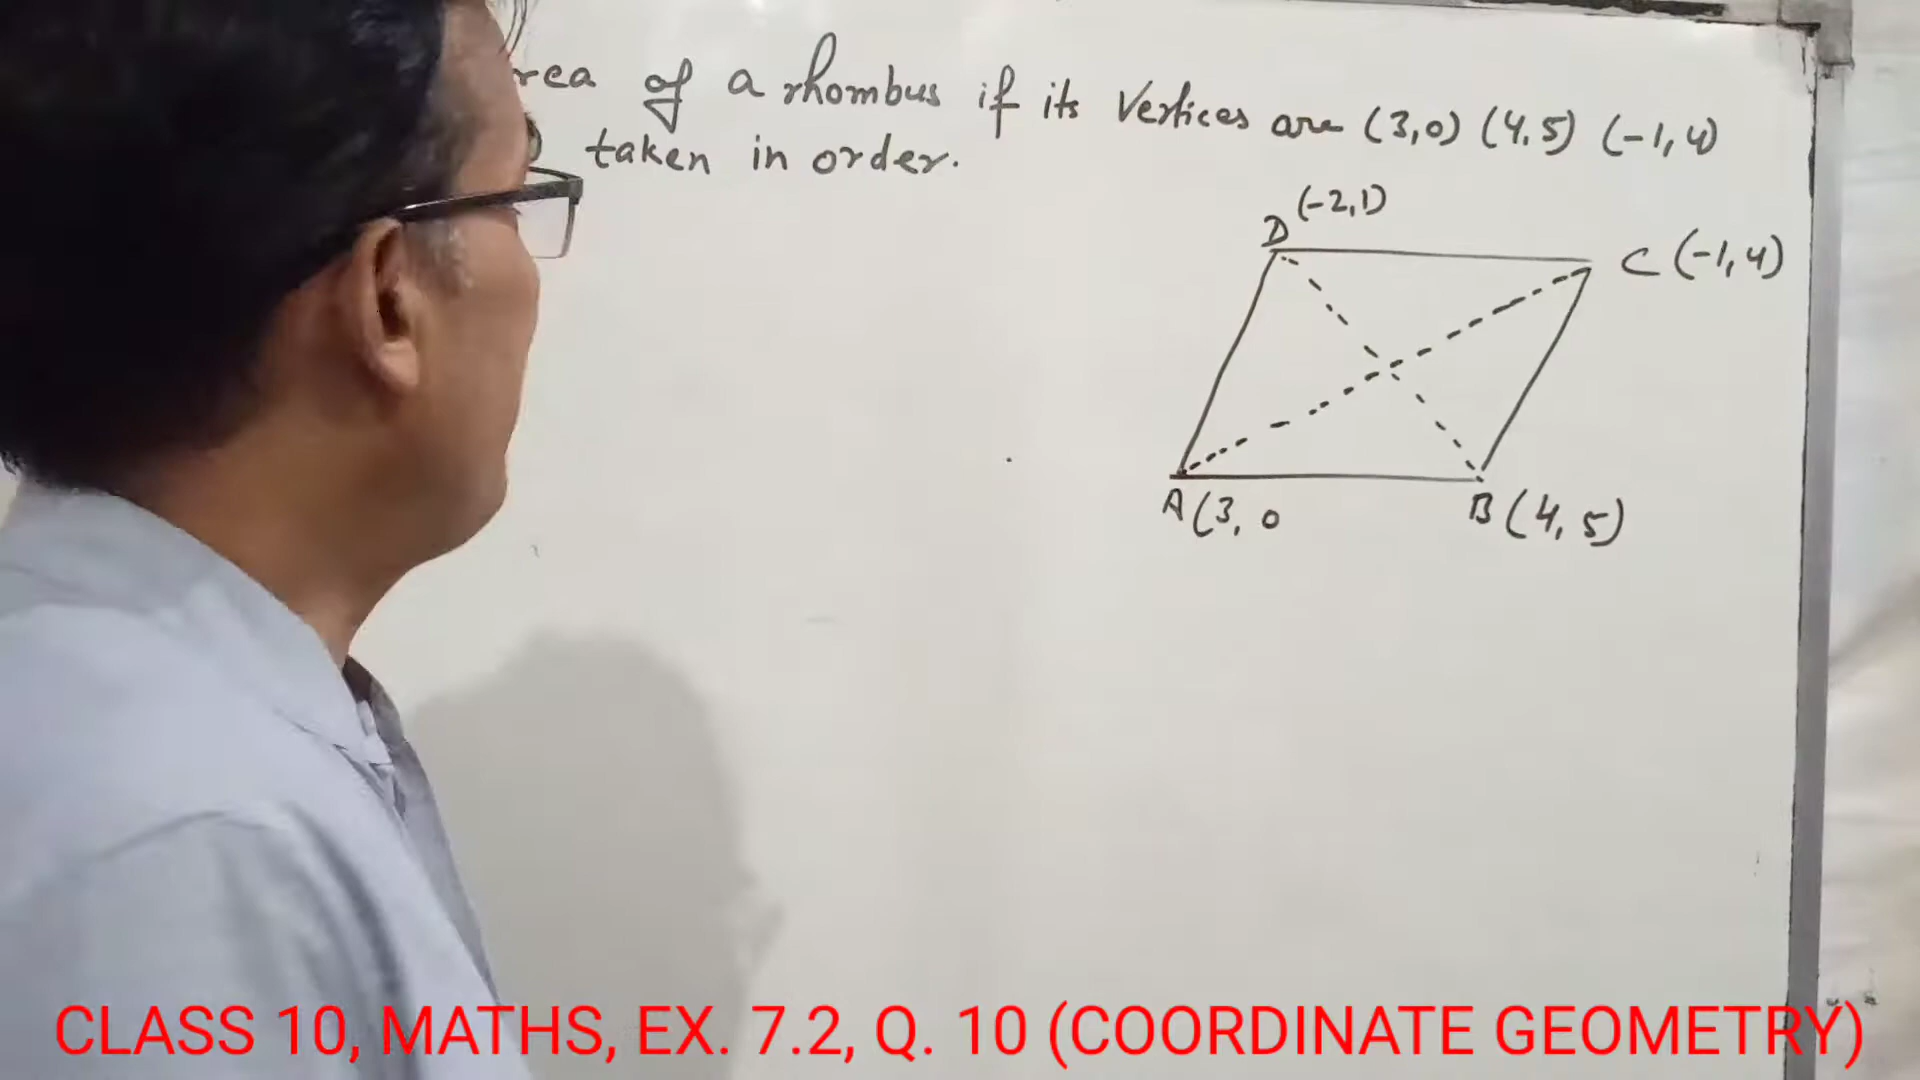 of a rhombus if its vertices are (3,0) (4,5) (-1,4)
taken in order.
D (-2,1)
C (-1,4)
A (3, 0
B (4, 5)
CLASS 10, MATHS, EX. 7.2, Q. 10 (COORDINATE GEOMETRY)